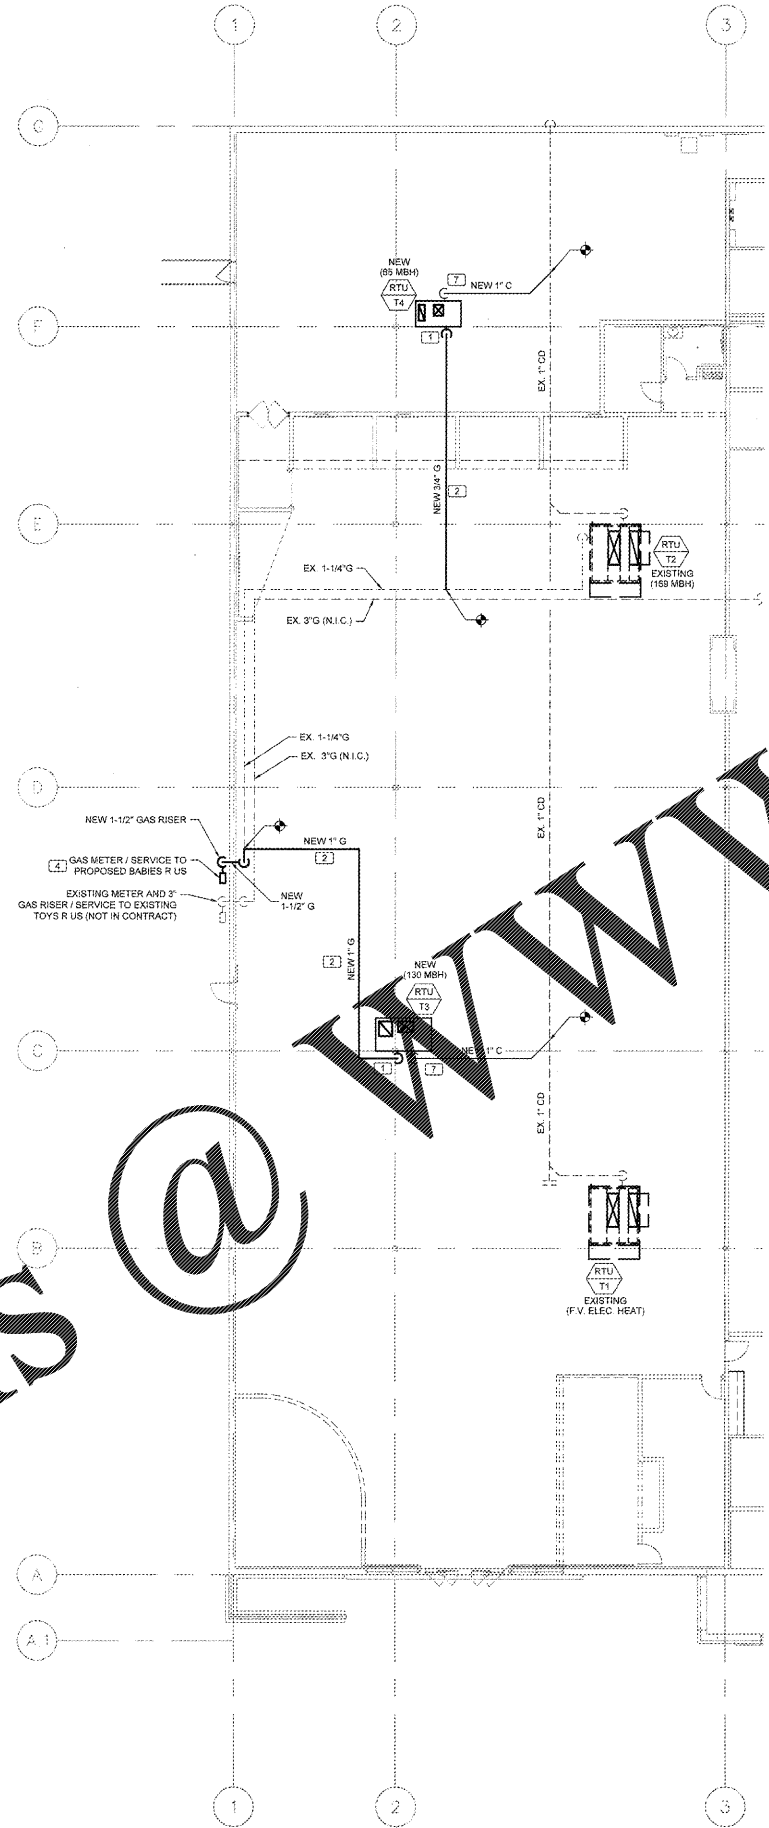 1
2
3
G
NEW
(65 MBH)
RTU
T4
7
NEW 1" C
F
1
EX. 1" CD
NEW 3/4" G
2
E
RTU
T2
EXISTING
(159 MBH)
EX. 1-1/4"G
EX. 3"G (N.I.C.)
EX. 1-1/4"G
EX. 3"G (N.I.C.)
D
NEW 1-1/2" GAS RISER
EX. 1" CD
NEW 1" G
2
4
GAS METER / SERVICE TO
PROPOSED BABIES R US
NEW
1-1/2" G
EXISTING METER AND 3"
GAS RISER / SERVICE TO EXISTING
TOYS R US (NOT IN CONTRACT)
2
NEW 1" G
NEW
(130 MBH)
RTU
T3
C
1
7
NEW 1" C
EX. 1" CD
B
RTU
T1
EXISTING
(F.V. ELEC. HEAT)
S @ WWW
A
A.1
1
2
3